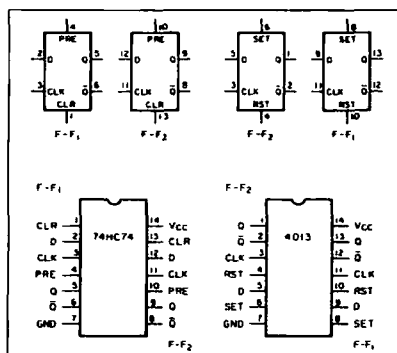 4 10 6 8
PRE PRE SET SET
2 D Q 5 12 D Q 9 5 D Q 1 9 D Q 13
3 CLK Q̅ 6 11 CLK Q̅ 8 3 CLK Q̅ 2 11 CLK Q̅ 12
CLR CLR RST RST
1 13 4 10
F-F1 F-F2 F-F2 F-F1
F-F1 F-F2
74HC74 4013
CLR 1 14 VCC Q 1 14 VCC
D 2 13 CLR Q̅ 2 13 Q
CLK 3 12 D CLK 3 12 Q̅
PRE 4 11 CLK RST 4 11 CLK
Q 5 10 PRE D 5 10 RST
Q̅ 6 9 Q SET 6 9 D
GND 7 8 Q̅ GND 7 8 SET
F-F2 F-F1